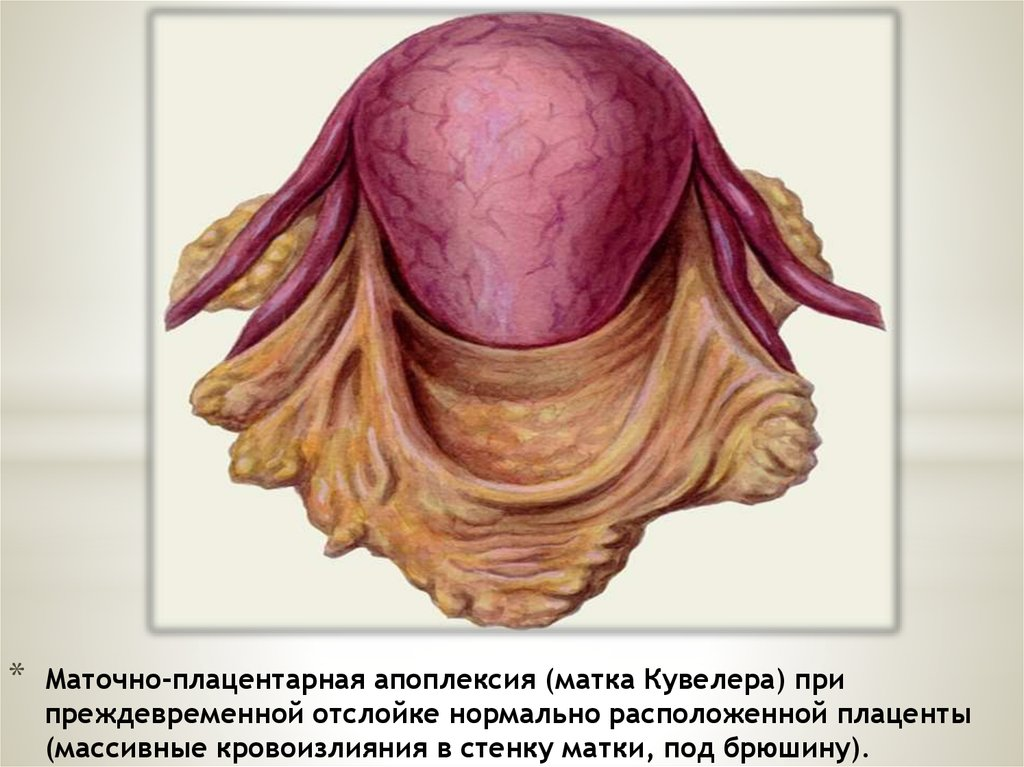 * Маточно-плацентарная апоплексия (матка Кувелера) при
преждевременной отслойке нормально расположенной плаценты
(массивные кровоизлияния в стенку матки, под брюшину).